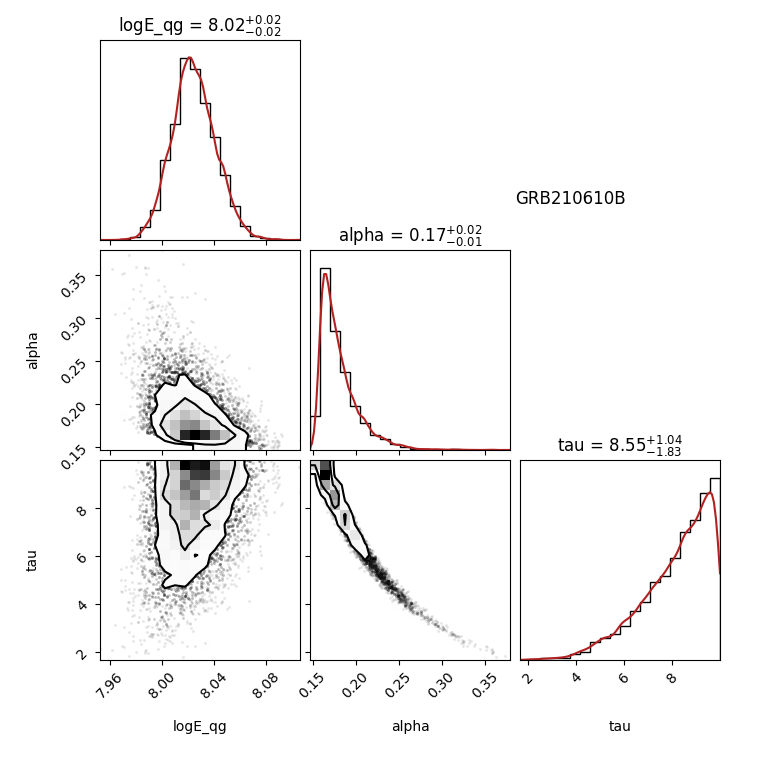 logE_qg = 8.02+0.02 −0.02
GRB210610B
alpha = 0.17+0.02 −0.01
0.35
0.30
0.25
0.20
0.15
alpha
tau = 8.55+1.04 −1.83
8
6
4
2
tau
7.96 8.00 8.04 8.08
0.15 0.20 0.25 0.30 0.35
2 4 6 8
logE_qg alpha tau